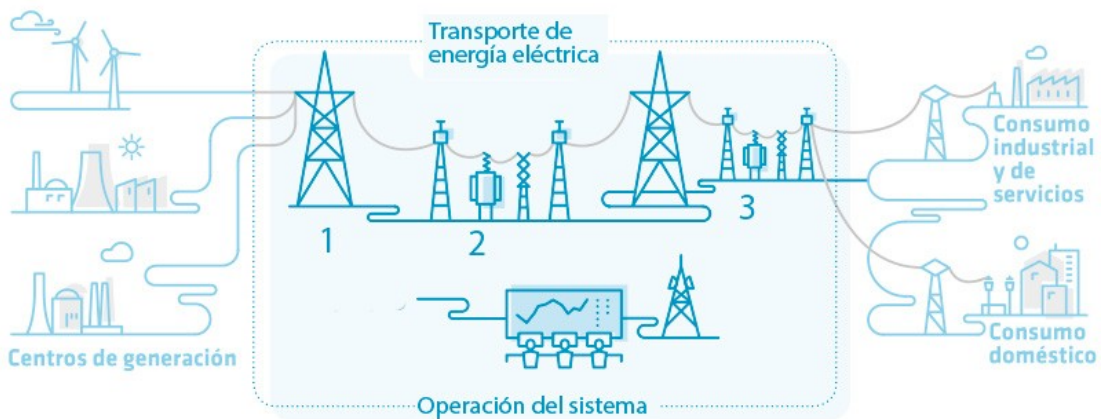 Transporte de
energía eléctrica
Consumo
industrial
y de
servicios
1
2
3
Centros de generación
Consumo
doméstico
Operación del sistema